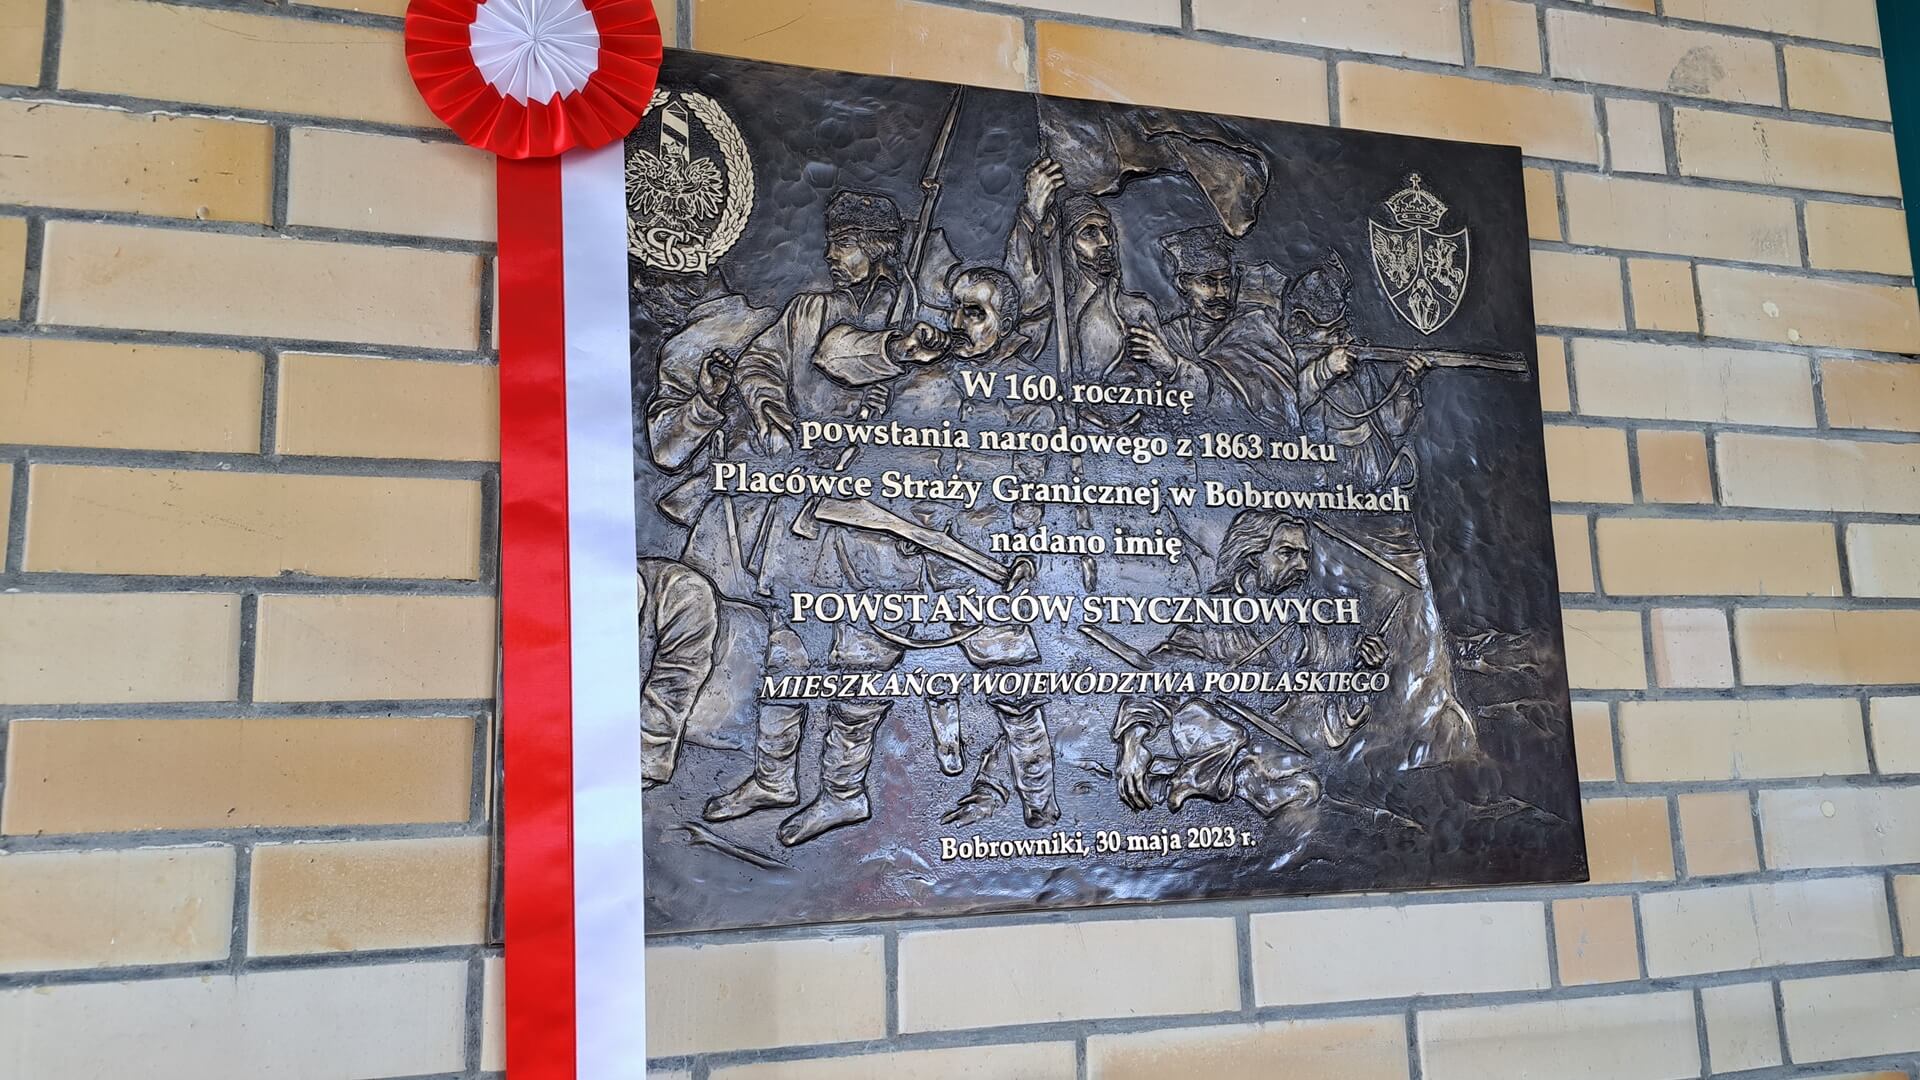 SG
W 160. rocznicę
powstania narodowego z 1863 roku
Placówce Straży Granicznej w Bobrownikach
nadano imię
POWSTAŃCÓW STYCZNIOWYCH
MIESZKAŃCY WOJEWÓDZTWA PODLASKIEGO
Bobrowniki, 30 maja 2023 r.